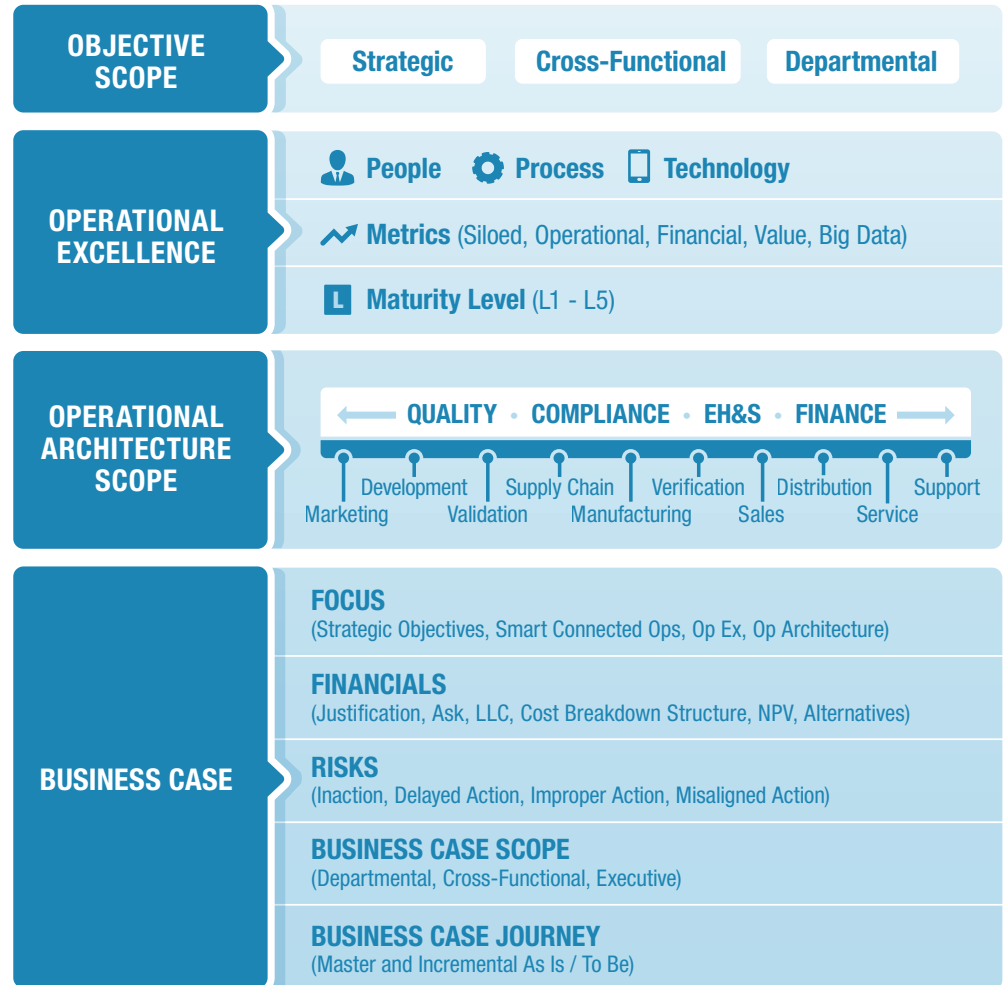 OBJECTIVE
SCOPE
Strategic
Cross-Functional
Departmental
OPERATIONAL
EXCELLENCE
People
Process
Technology
Metrics (Siloed, Operational, Financial, Value, Big Data)
L Maturity Level (L1 - L5)
OPERATIONAL
ARCHITECTURE
SCOPE
QUALITY • COMPLIANCE • EH&S • FINANCE
Marketing
Development
Validation
Supply Chain
Manufacturing
Verification
Sales
Distribution
Service
Support
BUSINESS CASE
FOCUS
(Strategic Objectives, Smart Connected Ops, Op Ex, Op Architecture)
FINANCIALS
(Justification, Ask, LLC, Cost Breakdown Structure, NPV, Alternatives)
RISKS
(Inaction, Delayed Action, Improper Action, Misaligned Action)
BUSINESS CASE SCOPE
(Departmental, Cross-Functional, Executive)
BUSINESS CASE JOURNEY
(Master and Incremental As Is / To Be)